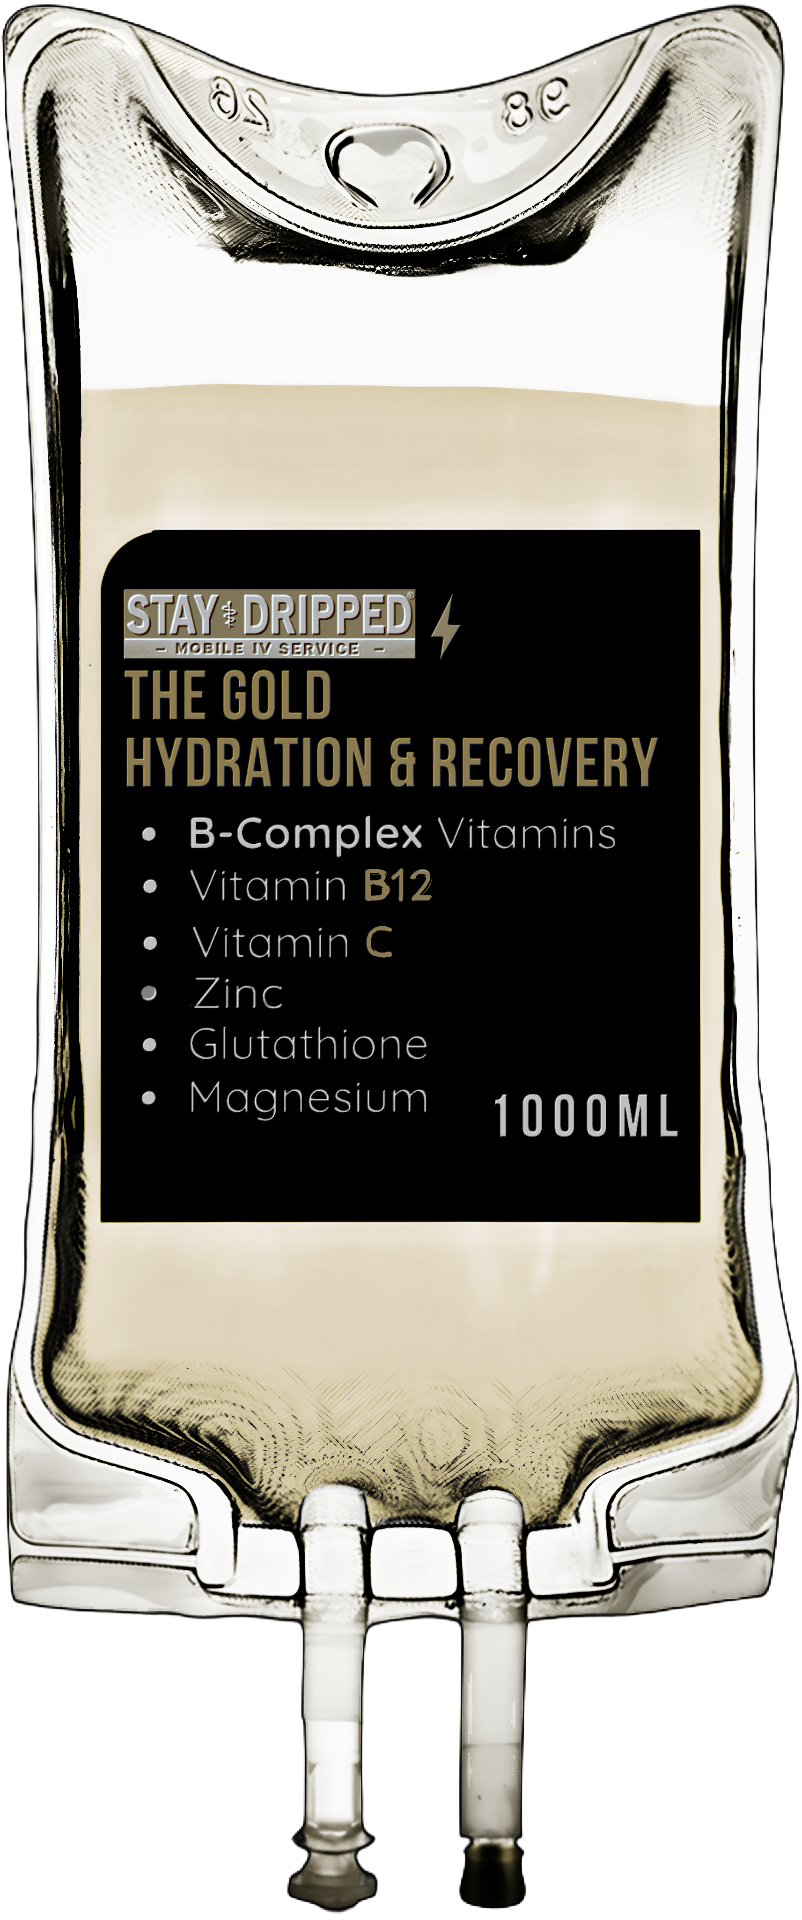 26 98
STAY DRIPPED®
– MOBILE IV SERVICE –
THE GOLD
HYDRATION & RECOVERY
• B-Complex Vitamins
• Vitamin B12
• Vitamin C
• Zinc
• Glutathione
• Magnesium
1000ML